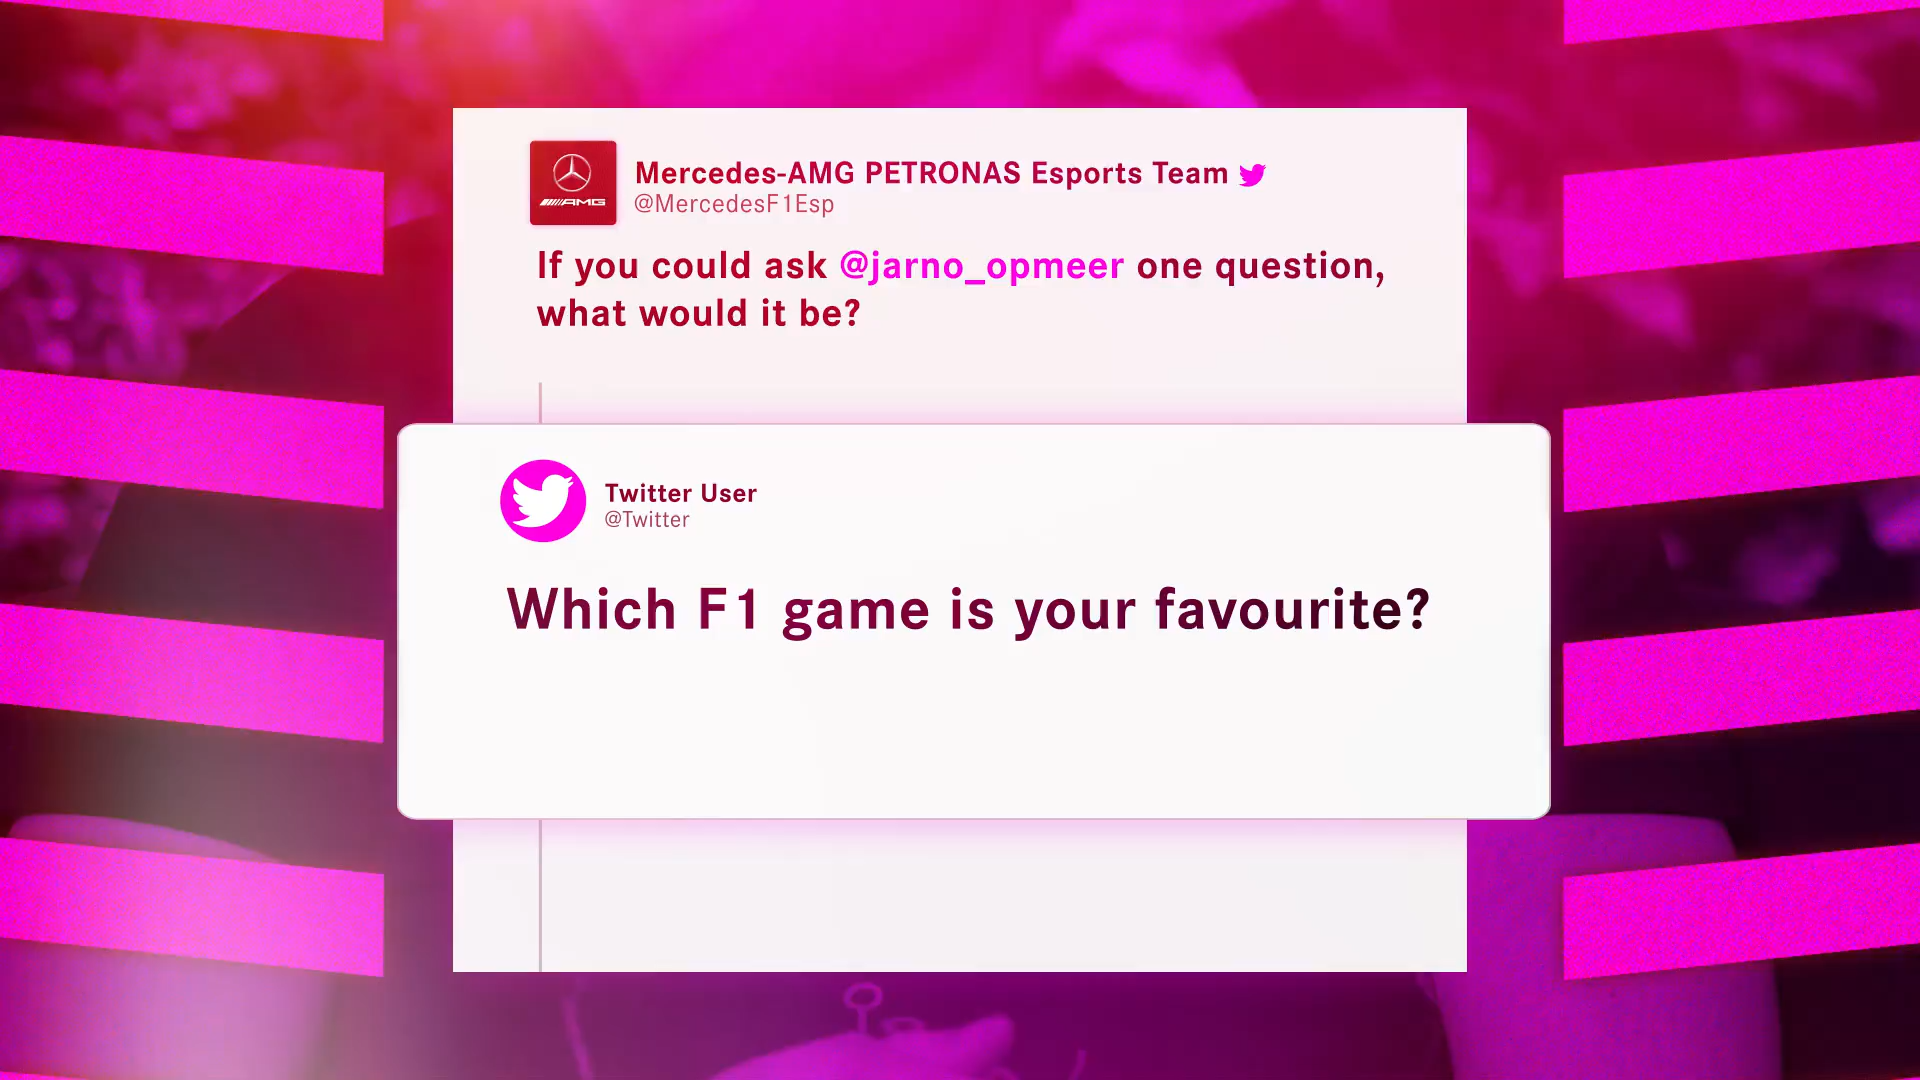 AMG
Mercedes-AMG PETRONAS Esports Team
@MercedesF1Esp
If you could ask @jarno_opmeer one question,
what would it be?
Twitter User
@Twitter
Which F1 game is your favourite?